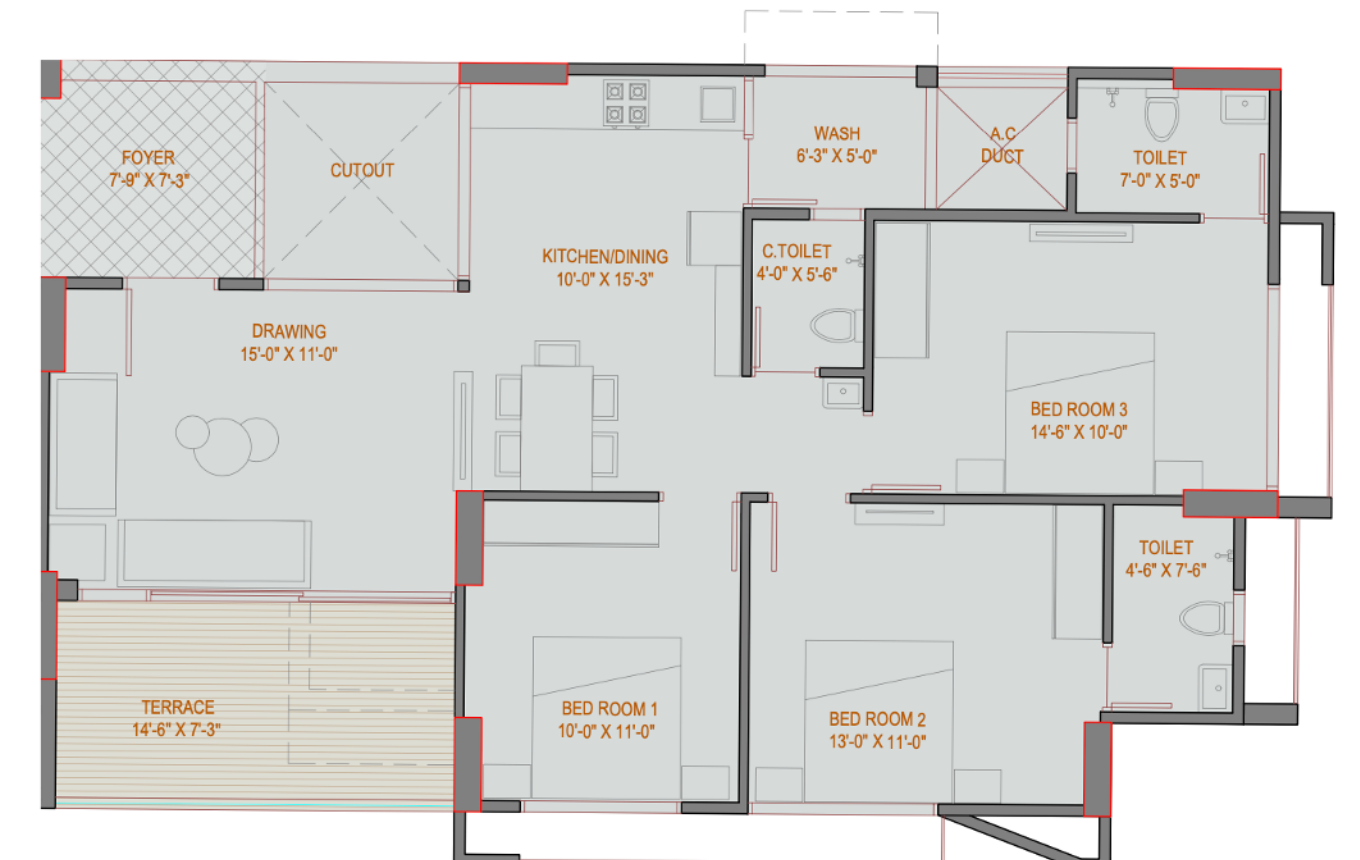 FOYER
7'-9" X 7'-3"
CUTOUT
WASH
6'-3" X 5'-0"
A.C
DUCT
TOILET
7'-0" X 5'-0"
KITCHEN/DINING
10'-0" X 15'-3"
C.TOILET
4'-0" X 5'-6"
DRAWING
15'-0" X 11'-0"
BED ROOM 3
14'-6" X 10'-0"
TOILET
4'-6" X 7'-6"
TERRACE
14'-6" X 7'-3"
BED ROOM 1
10'-0" X 11'-0"
BED ROOM 2
13'-0" X 11'-0"